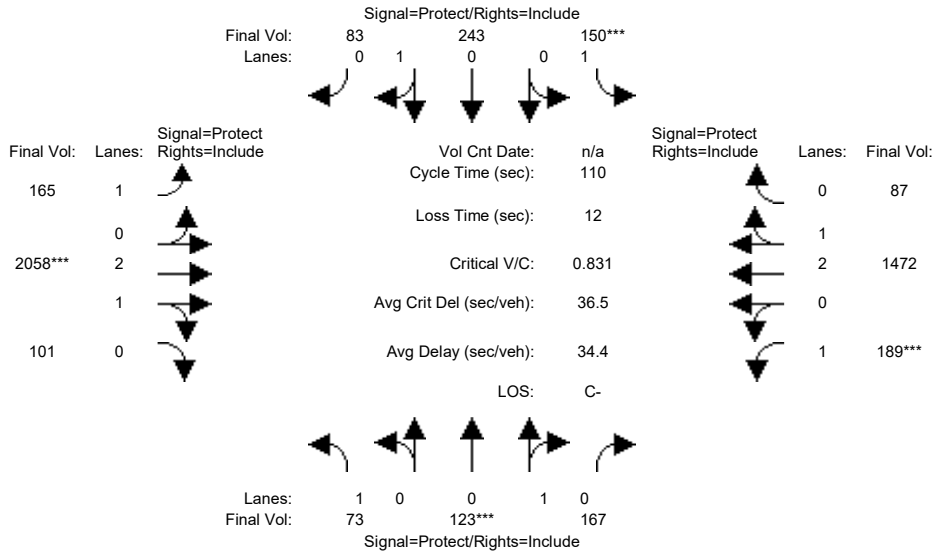 Signal=Protect/Rights=Include
Final Vol: 83 243 150***
Lanes: 0 1 0 0 1
Signal=Protect
Final Vol: Lanes: Rights=Include
Vol Cnt Date: n/a
Signal=Protect
Rights=Include Lanes: Final Vol:
Cycle Time (sec): 110
165 1
0 87
Loss Time (sec): 12
0
1
2058*** 2
Critical V/C: 0.831
2 1472
1
Avg Crit Del (sec/veh): 36.5
0
101 0
Avg Delay (sec/veh): 34.4
1 189***
LOS: C-
Lanes: 1 0 0 1 0
Final Vol: 73 123*** 167
Signal=Protect/Rights=Include